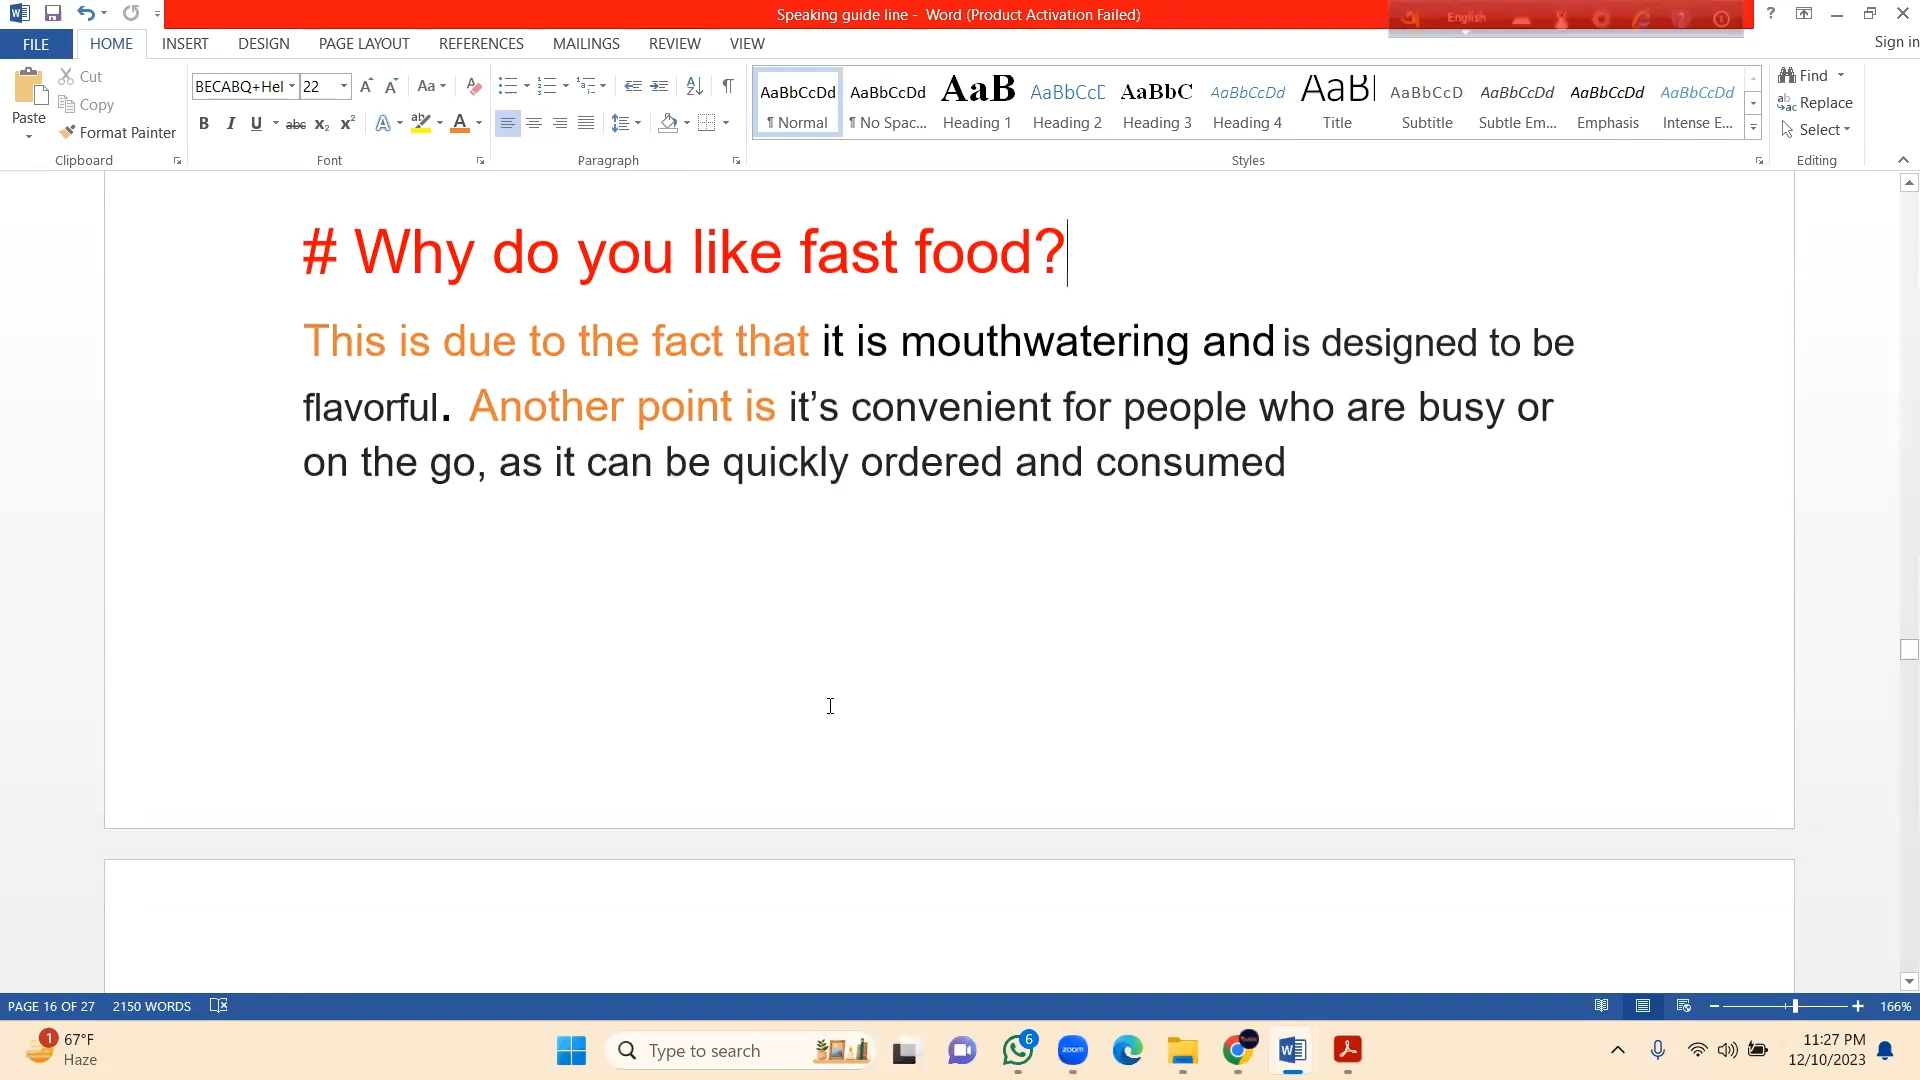 Speaking guide line - Word (Product Activation Failed)
English
Sign in
FILE HOME INSERT DESIGN PAGE LAYOUT REFERENCES MAILINGS REVIEW VIEW
Paste
Cut
Copy
Format Painter
Clipboard
BECABQ+Hel 22
Font
Paragraph
AaBbCcDd AaBbCcDd AaB AaBbCcD AaBbC AaBbCcDd AaB AaBbCcD AaBbCcDd AaBbCcDd AaBbCcDd
¶ Normal ¶ No Spac... Heading 1 Heading 2 Heading 3 Heading 4 Title Subtitle Subtle Em... Emphasis Intense E...
Styles
Find
Replace
Select
Editing
# Why do you like fast food?
This is due to the fact that it is mouthwatering and is designed to be
flavorful. Another point is it’s convenient for people who are busy or
on the go, as it can be quickly ordered and consumed
PAGE 16 OF 27 2150 WORDS
166%
1
67°F
Haze
Type to search
6
zoom
11:27 PM
12/10/2023